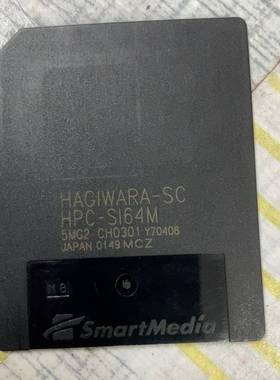 HAGIWARA-SC
HPC-SI64M
5MG2 CH0301 Y70408
JAPAN 0149 MCZ
SmartMedia